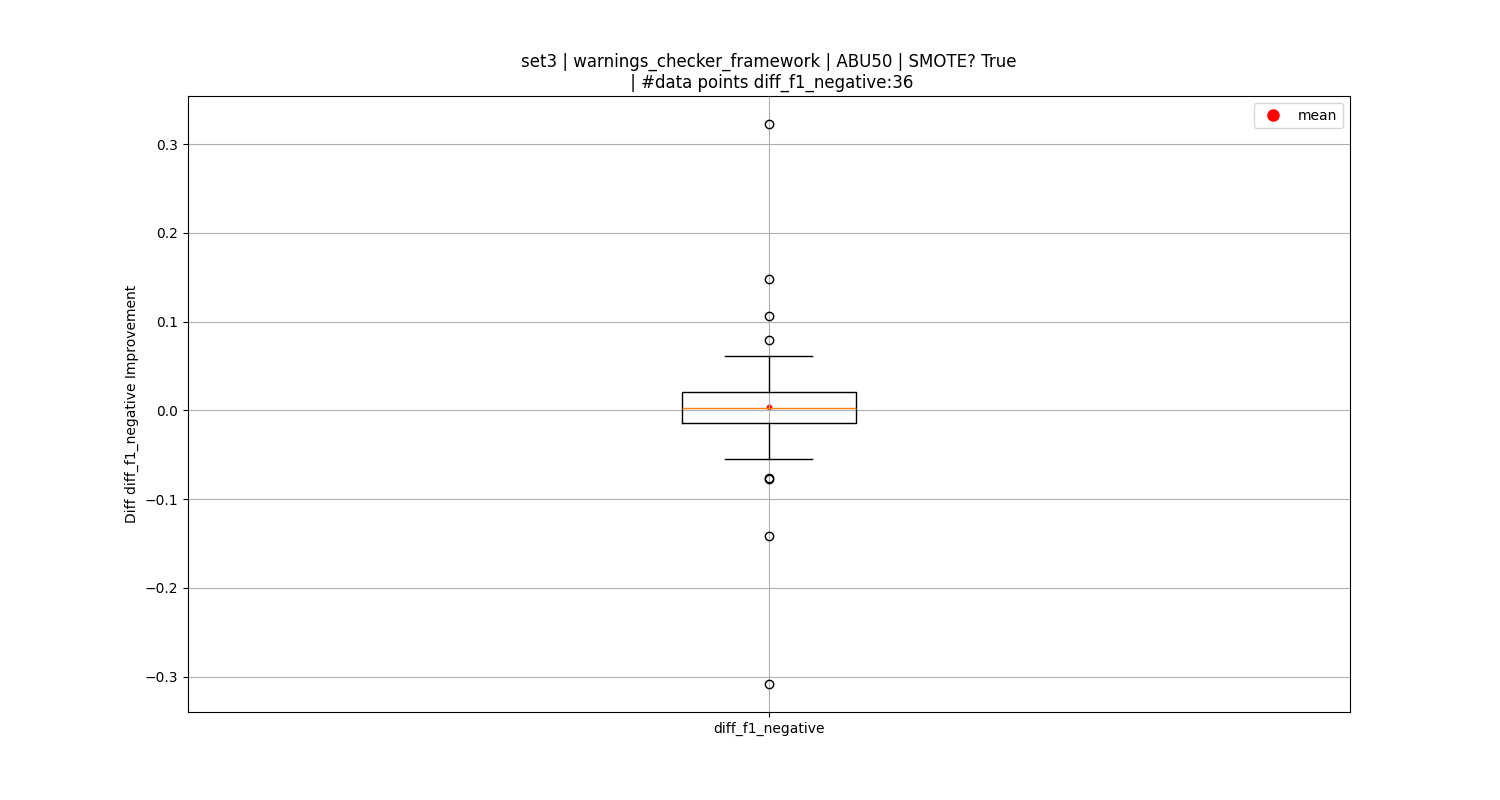 set3 | warnings_checker_framework | ABU50 | SMOTE? True
| #data points diff_f1_negative:36
mean
0.3
0.2
0.1
0.0
−0.1
−0.2
−0.3
Diff diff_f1_negative Improvement
diff_f1_negative